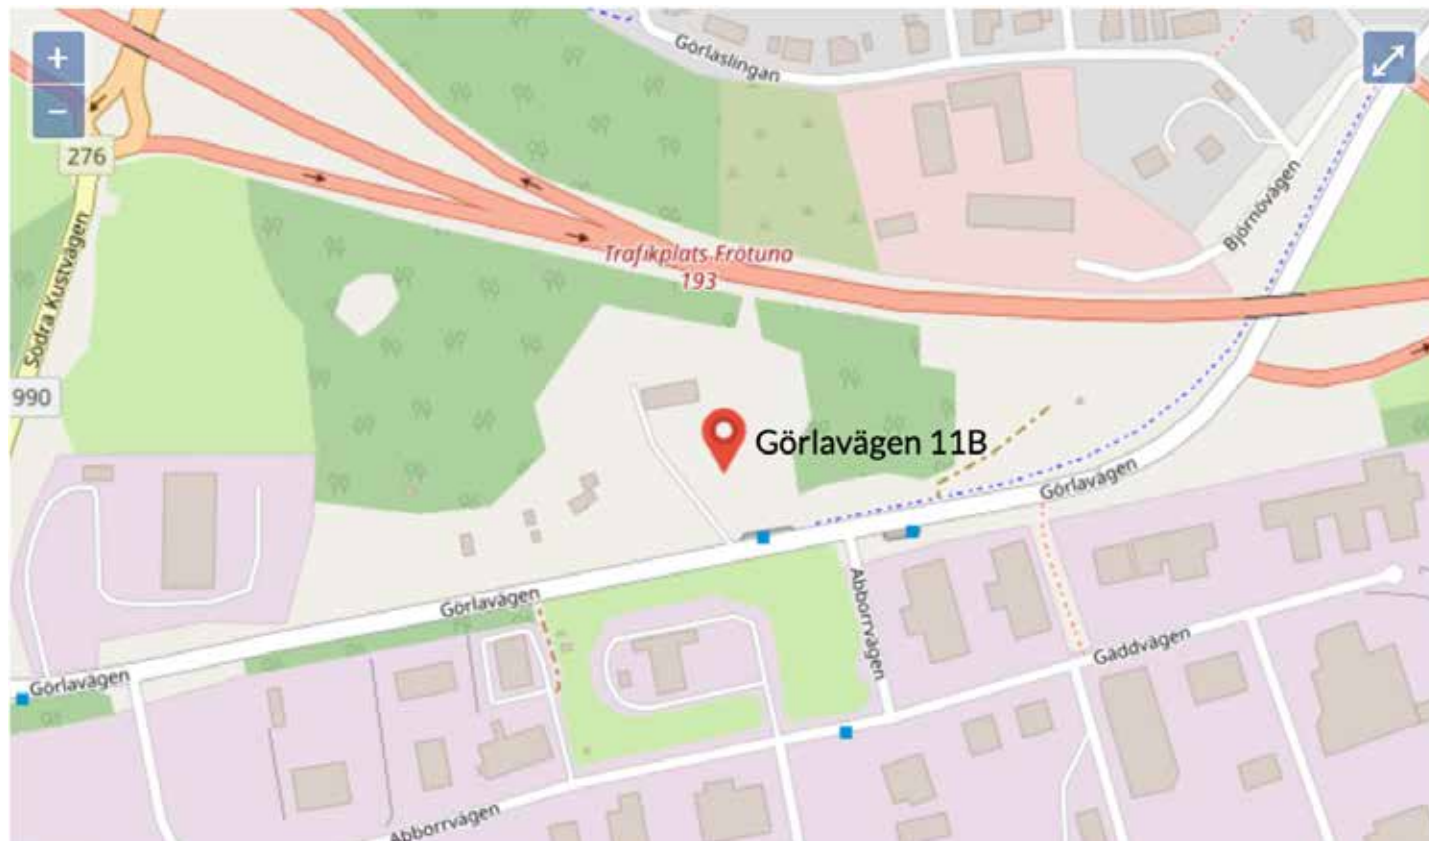 +
−
Görlaslingan
276
Björnövägen
Södra Kustvägen
Trafikplats Frötuna
193
990
Görlavägen 11B
Görlavägen
Görlavägen
Abborrvägen
Gäddvägen
Görlavägen
Abborrvägen